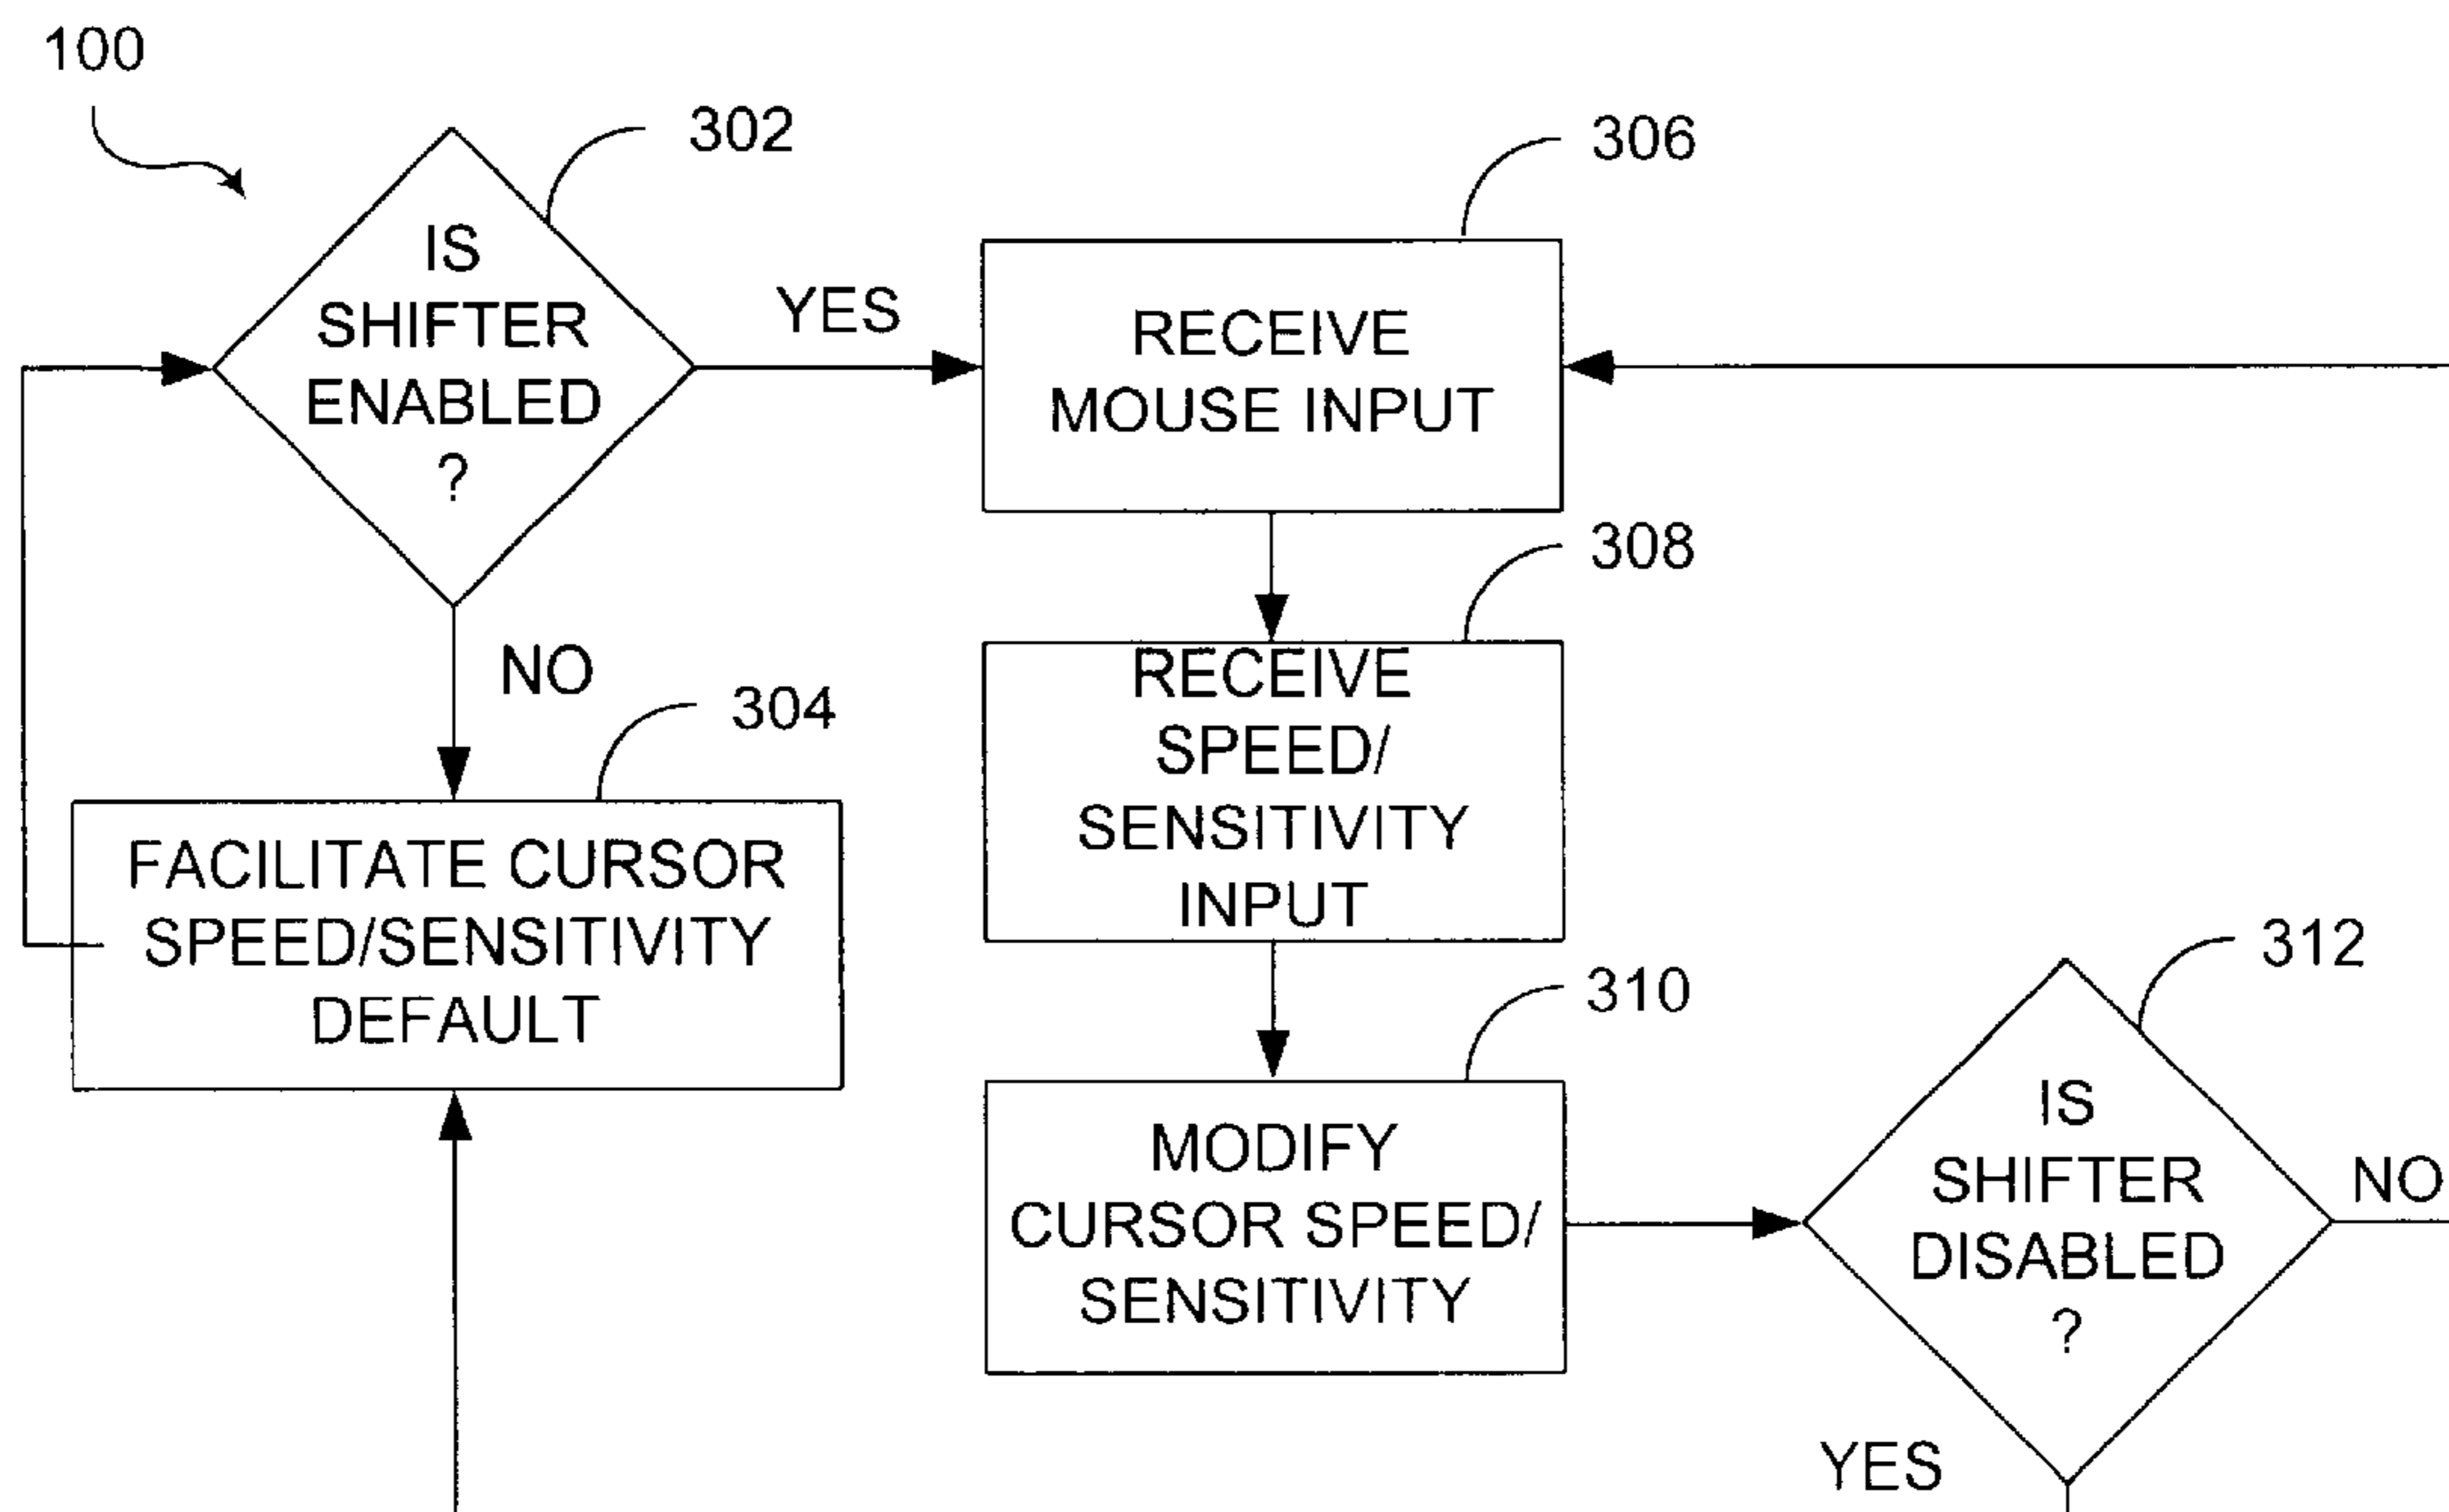 100
302
IS
SHIFTER
ENABLED
?
YES
NO
304
FACILITATE CURSOR
SPEED/SENSITIVITY
DEFAULT
306
RECEIVE
MOUSE INPUT
308
RECEIVE
SPEED/
SENSITIVITY
INPUT
310
MODIFY
CURSOR SPEED/
SENSITIVITY
312
IS
SHIFTER
DISABLED
?
NO
YES